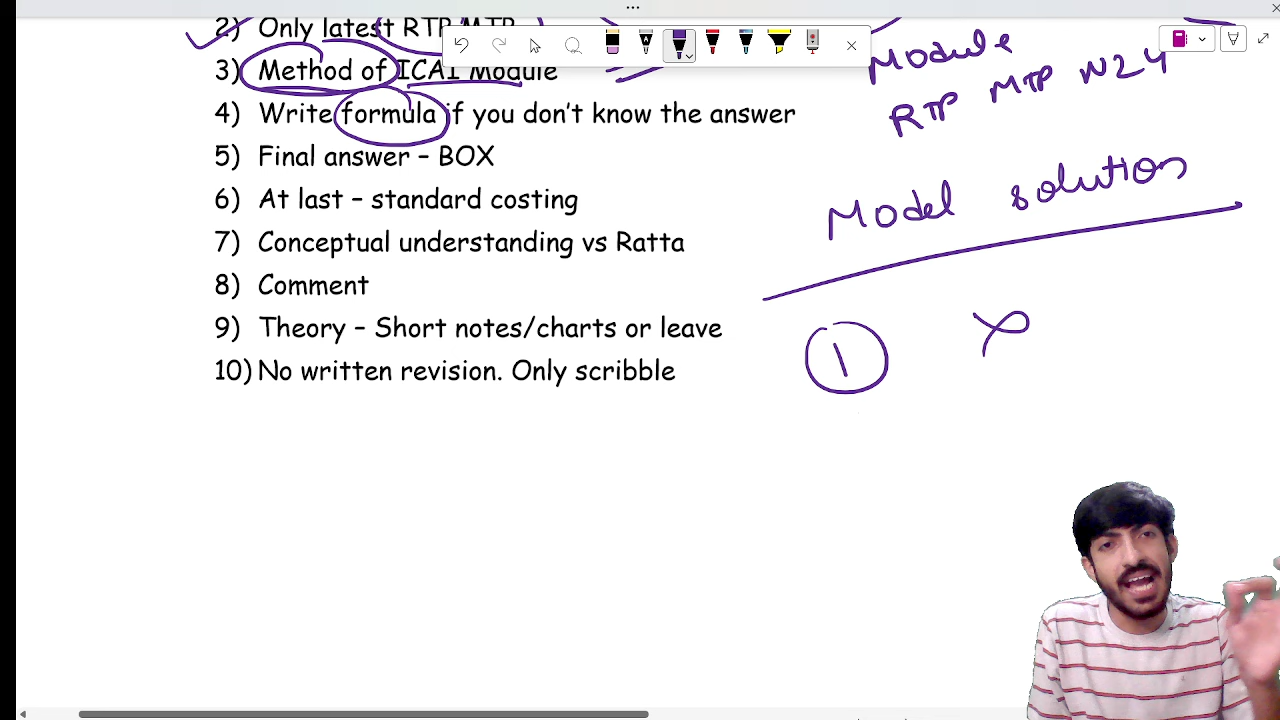 2) Only latest RTP MTP
3) Method of ICAI Module
4) Write formula if you don't know the answer
5) Final answer – BOX
6) At last – standard costing
7) Conceptual understanding vs Ratta
8) Comment
9) Theory – Short notes/charts or leave
10) No written revision. Only scribble
Module
RTP MTP N24
Model solution
1